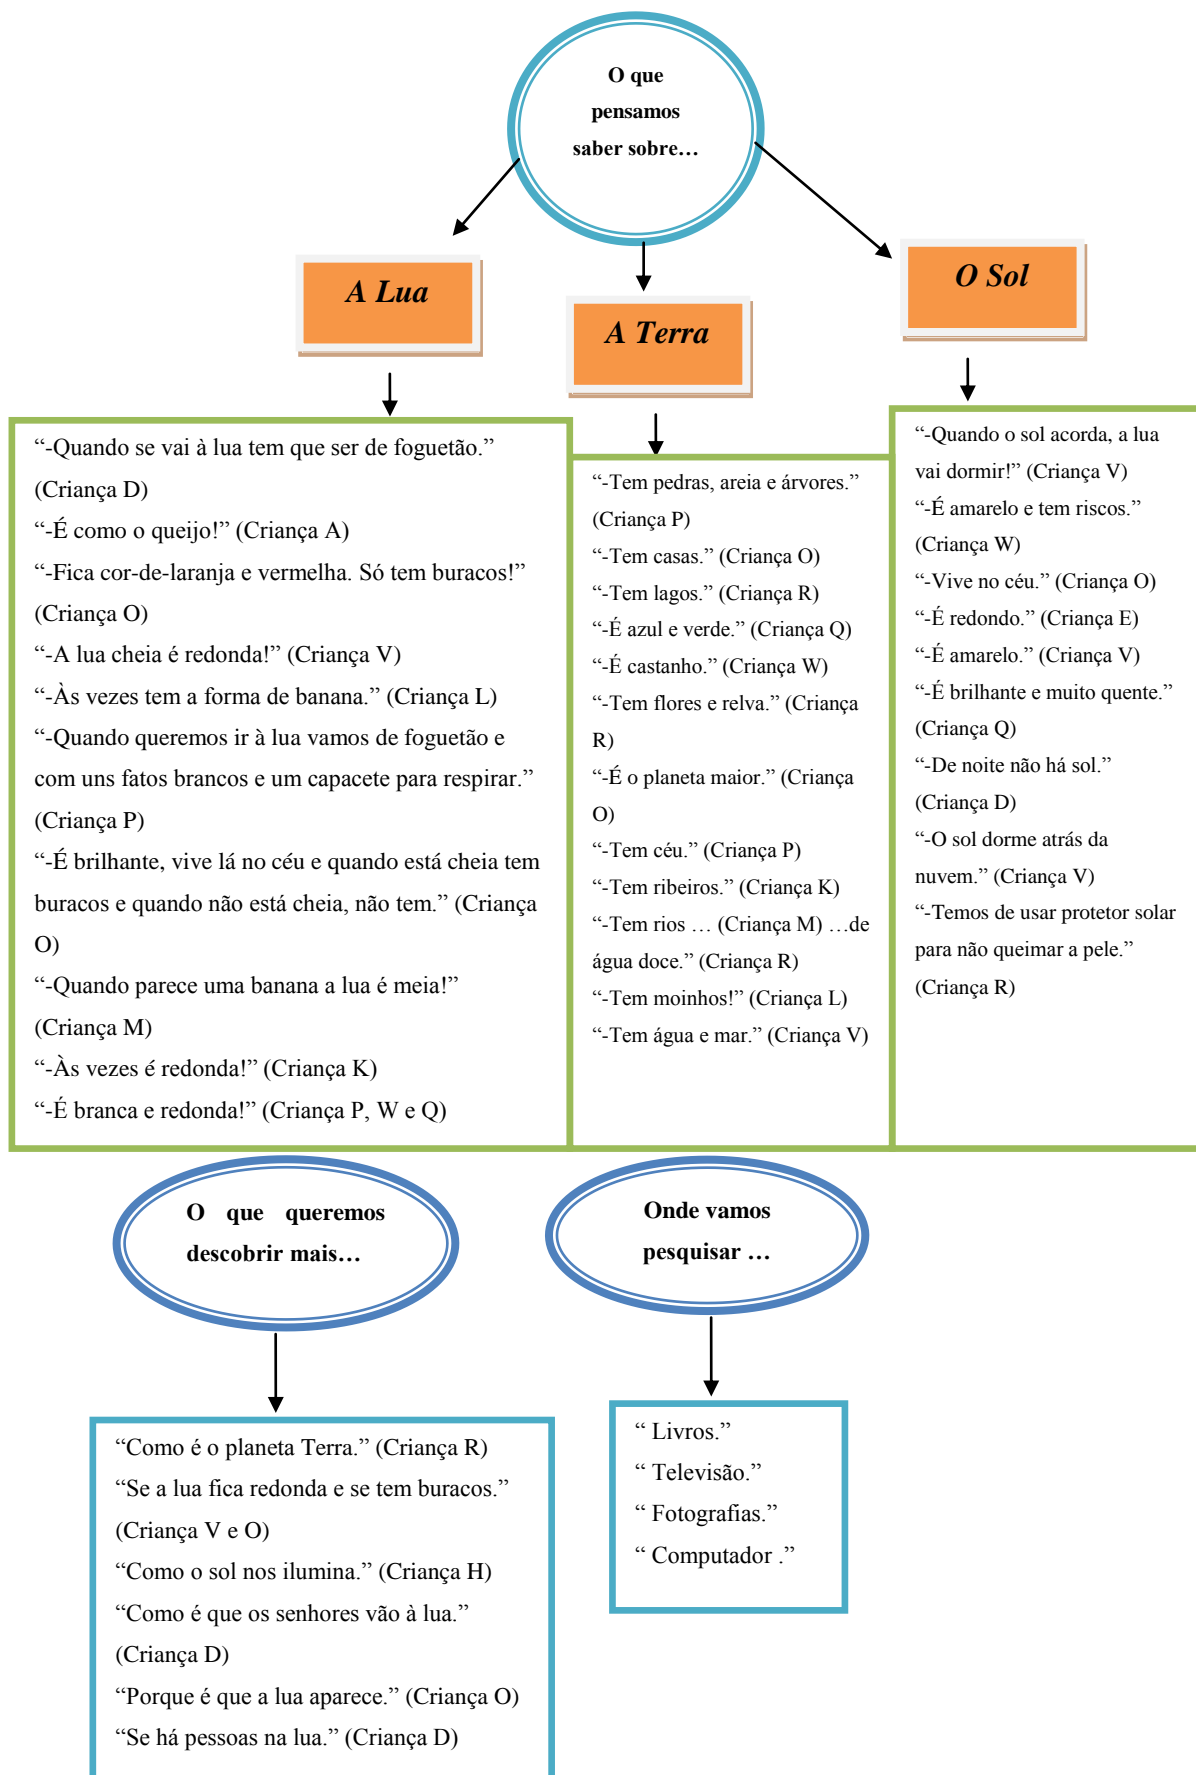 O que
pensamos
saber sobre…
A Lua
A Terra
O Sol
“-Quando se vai à lua tem que ser de foguetão.”
(Criança D)
“-É como o queijo!” (Criança A)
“-Fica cor-de-laranja e vermelha. Só tem buracos!”
(Criança O)
“-A lua cheia é redonda!” (Criança V)
“-Às vezes tem a forma de banana.” (Criança L)
“-Quando queremos ir à lua vamos de foguetão e
com uns fatos brancos e um capacete para respirar.”
(Criança P)
“-É brilhante, vive lá no céu e quando está cheia tem
buracos e quando não está cheia, não tem.” (Criança
O)
“-Quando parece uma banana a lua é meia!”
(Criança M)
“-Às vezes é redonda!” (Criança K)
“-É branca e redonda!” (Criança P, W e Q)
“-Tem pedras, areia e árvores.”
(Criança P)
“-Tem casas.” (Criança O)
“-Tem lagos.” (Criança R)
“-É azul e verde.” (Criança Q)
“-É castanho.” (Criança W)
“-Tem flores e relva.” (Criança
R)
“-É o planeta maior.” (Criança
O)
“-Tem céu.” (Criança P)
“-Tem ribeiros.” (Criança K)
“-Tem rios … (Criança M) …de
água doce.” (Criança R)
“-Tem moinhos!” (Criança L)
“-Tem água e mar.” (Criança V)
“-Quando o sol acorda, a lua
vai dormir!” (Criança V)
“-É amarelo e tem riscos.”
(Criança W)
“-Vive no céu.” (Criança O)
“-É redondo.” (Criança E)
“-É amarelo.” (Criança V)
“-É brilhante e muito quente.”
(Criança Q)
“-De noite não há sol.”
(Criança D)
“-O sol dorme atrás da
nuvem.” (Criança V)
“-Temos de usar protetor solar
para não queimar a pele.”
(Criança R)
O que queremos
descobrir mais…
Onde vamos
pesquisar …
“Como é o planeta Terra.” (Criança R)
“Se a lua fica redonda e se tem buracos.”
(Criança V e O)
“Como o sol nos ilumina.” (Criança H)
“Como é que os senhores vão à lua.”
(Criança D)
“Porque é que a lua aparece.” (Criança O)
“Se há pessoas na lua.” (Criança D)
“ Livros.”
“ Televisão.”
“ Fotografias.”
“ Computador .”